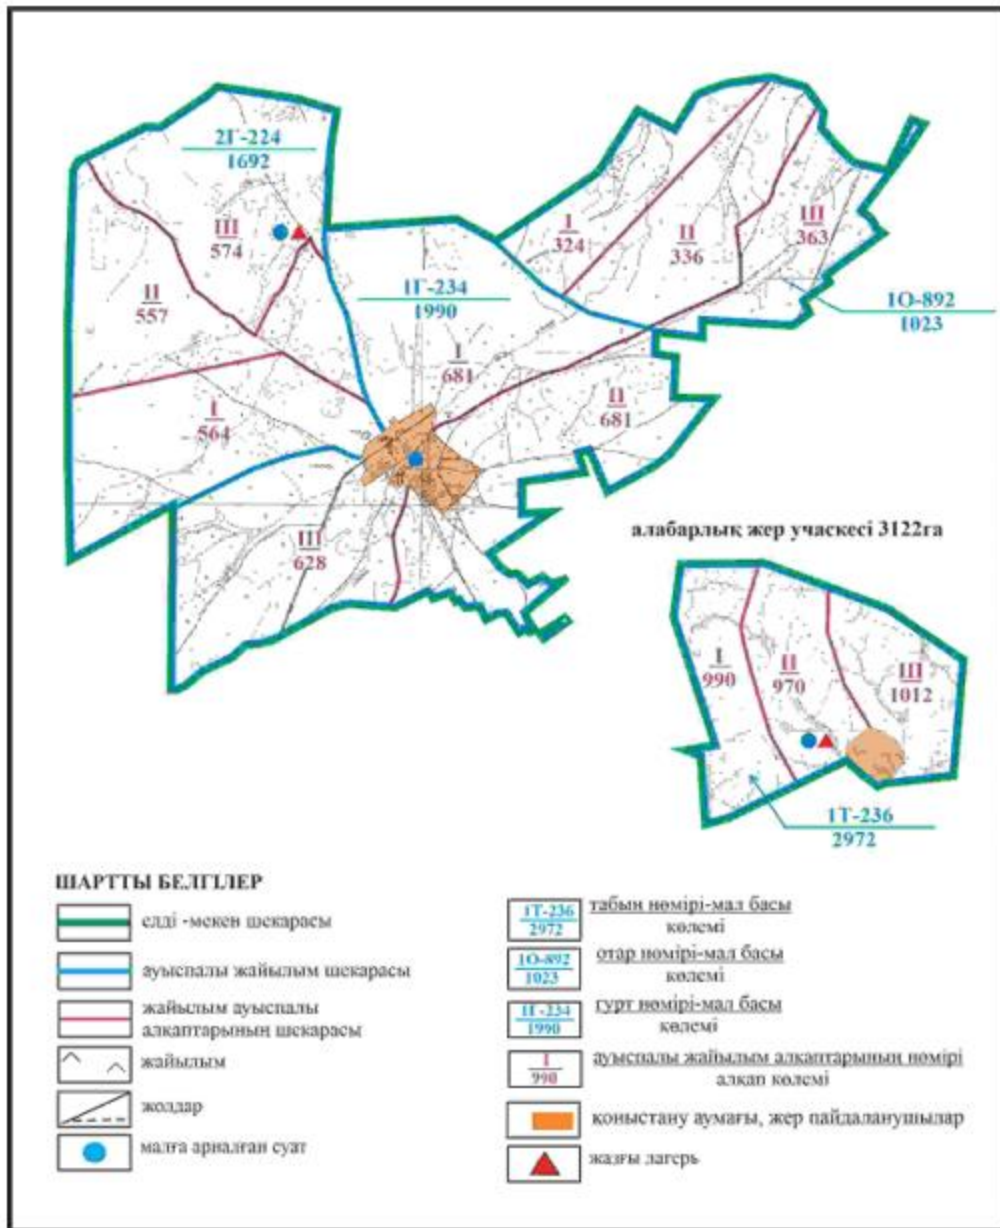 2Г-224
1692
I
324
II
336
III
363
III
574
II
557
1Г-234
1990
1О-892
1023
I
681
II
681
I
564
III
628
алабарлық жер учаскесі 3122га
I
990
II
970
III
1012
1Т-236
2972
ШАРТТЫ БЕЛГІЛЕР
елді -мекен шекарасы
ауыспалы жайылым шекарасы
жайылым ауыспалы
алқаптарының шекарасы
жайылым
жолдар
малға арналған суат
1Т-236
2972
табын нөмірі-мал басы
көлемі
1О-892
1023
отар нөмірі-мал басы
көлемі
1Г-234
1990
гурт нөмірі-мал басы
көлемі
I
990
ауыспалы жайылым алқаптарының нөмірі
алқап көлемі
қоныстану аумағы, жер пайдаланушылар
жазғы лагерь